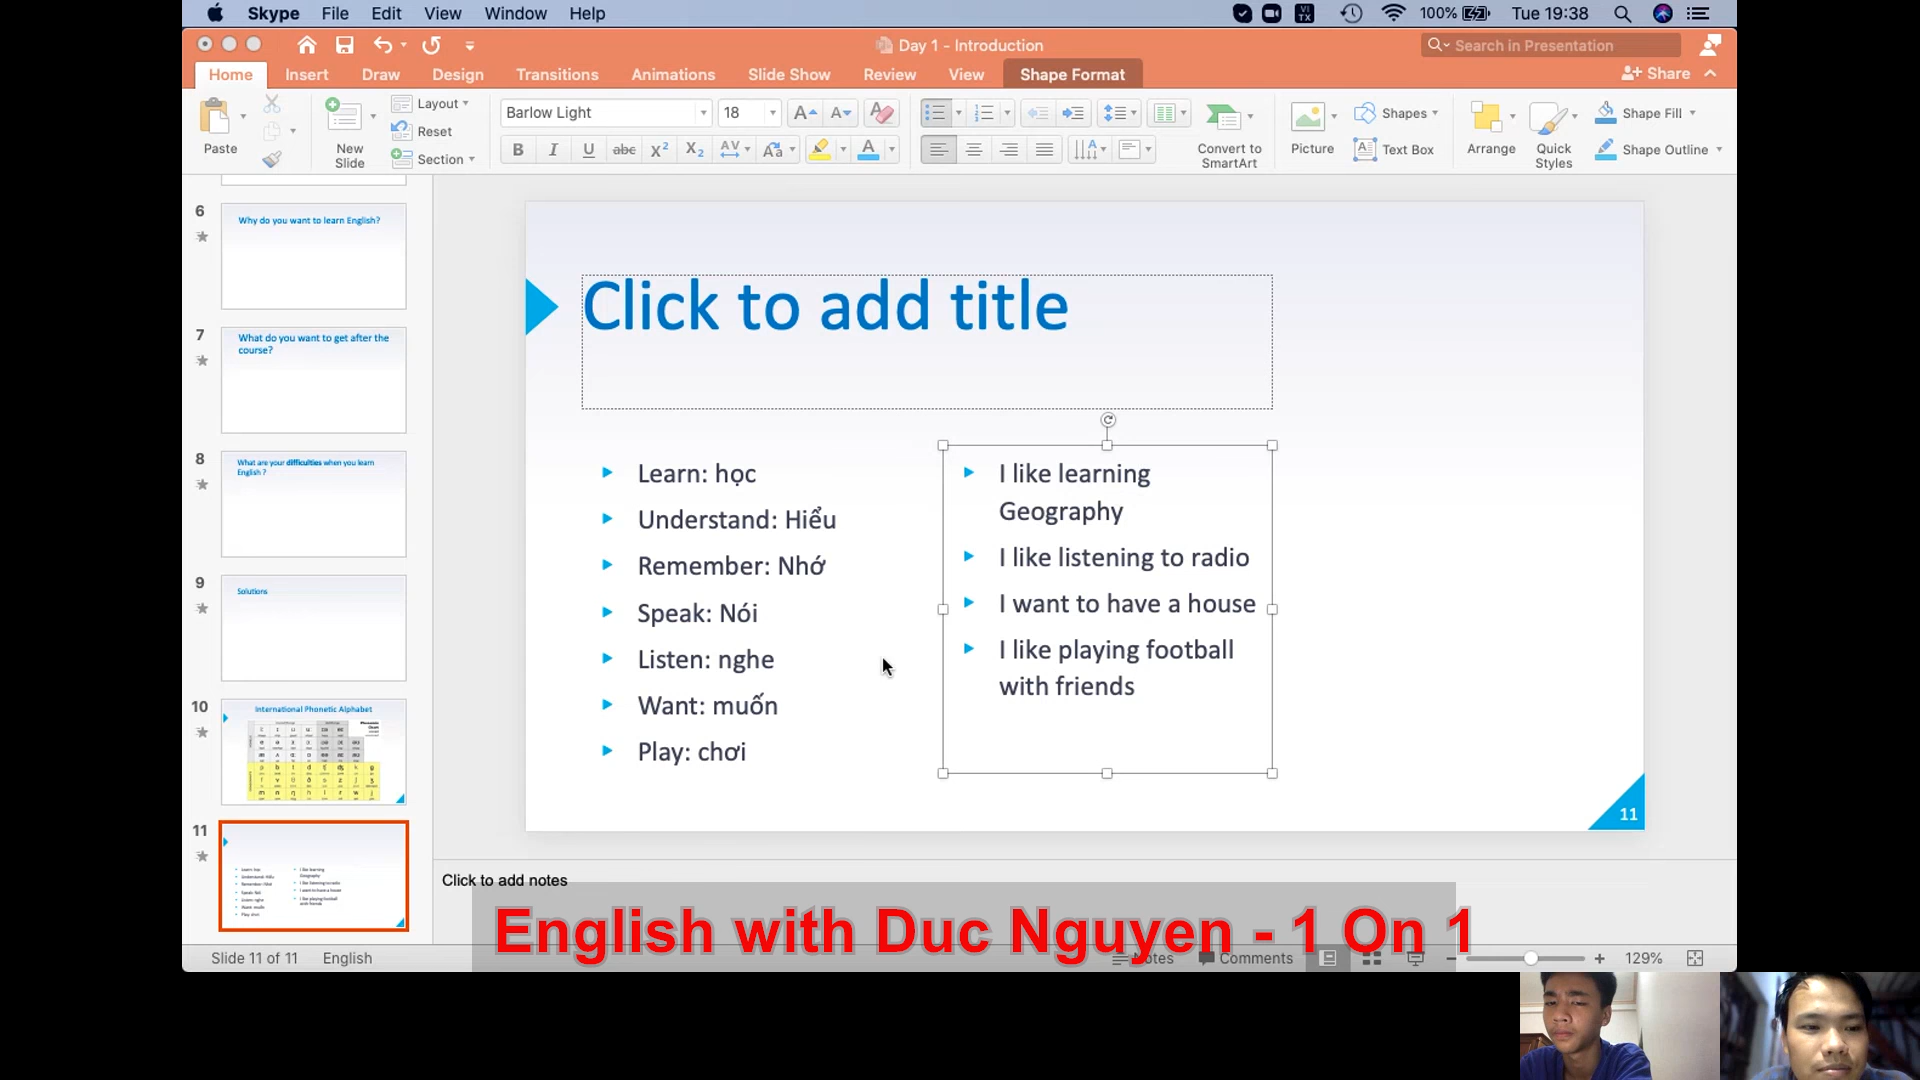 Skype File Edit View Window Help
VI
TX
100%
Tue 19:38
Day 1 - Introduction
Search in Presentation
Home Insert Draw Design Transitions Animations Slide Show Review View Shape Format
Share
Paste
New
Slide
Layout
Reset
Section
Barlow Light
18
Convert to
SmartArt
Picture
Shapes
Text Box
Arrange
Quick
Styles
Shape Fill
Shape Outline
6
Why do you want to learn English?
7
What do you want to get after the
course?
8
What are your difficulties when you learn
English ?
9
Solutions
10
International Phonetic Alphabet
11
Click to add title
Learn: học
Understand: Hiểu
Remember: Nhớ
Speak: Nói
Listen: nghe
Want: muốn
Play: chơi
I like learning
Geography
I like listening to radio
I want to have a house
I like playing football
with friends
11
Click to add notes
English with Duc Nguyen - 1 On 1
Slide 11 of 11
English
Notes
Comments
129%